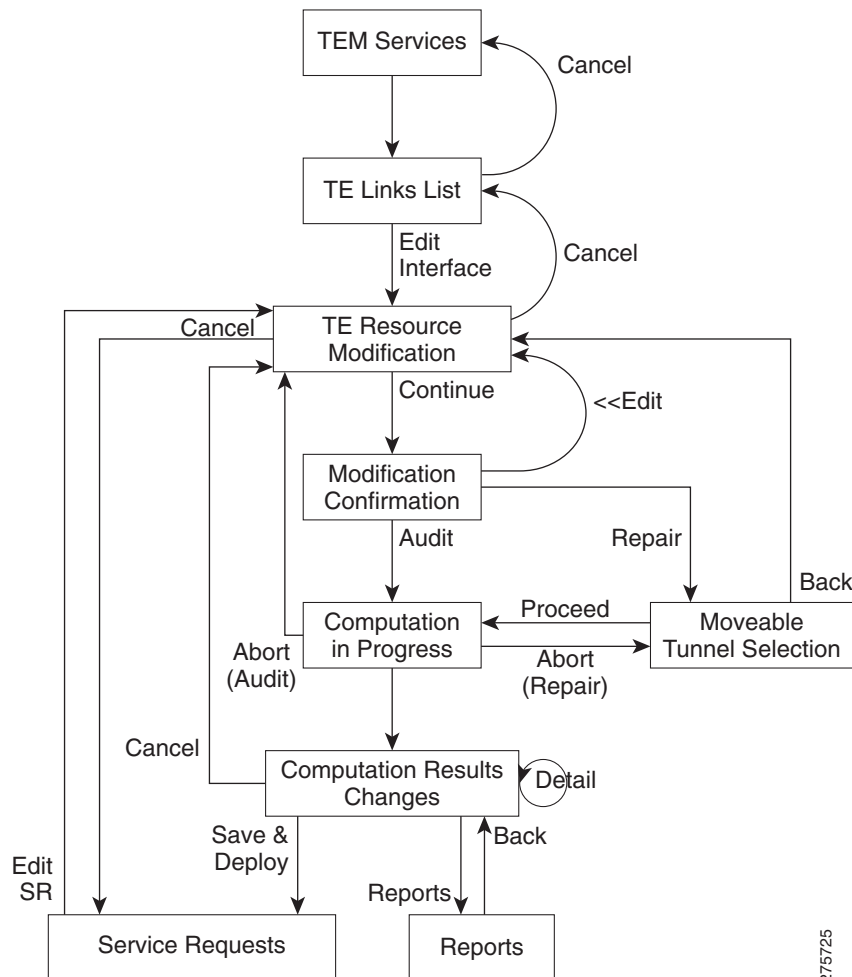 TEM Services
Cancel
TE Links List
Edit
Interface
Cancel
TE Resource
Modification
Cancel
Continue
<<Edit
Modification
Confirmation
Audit
Repair
Back
Proceed
Computation
in Progress
Moveable
Tunnel Selection
Abort
(Audit)
Abort
(Repair)
Cancel
Computation Results
Changes
Detail
Save &
Deploy
Back
Edit
SR
Reports
Service Requests
Reports
275725